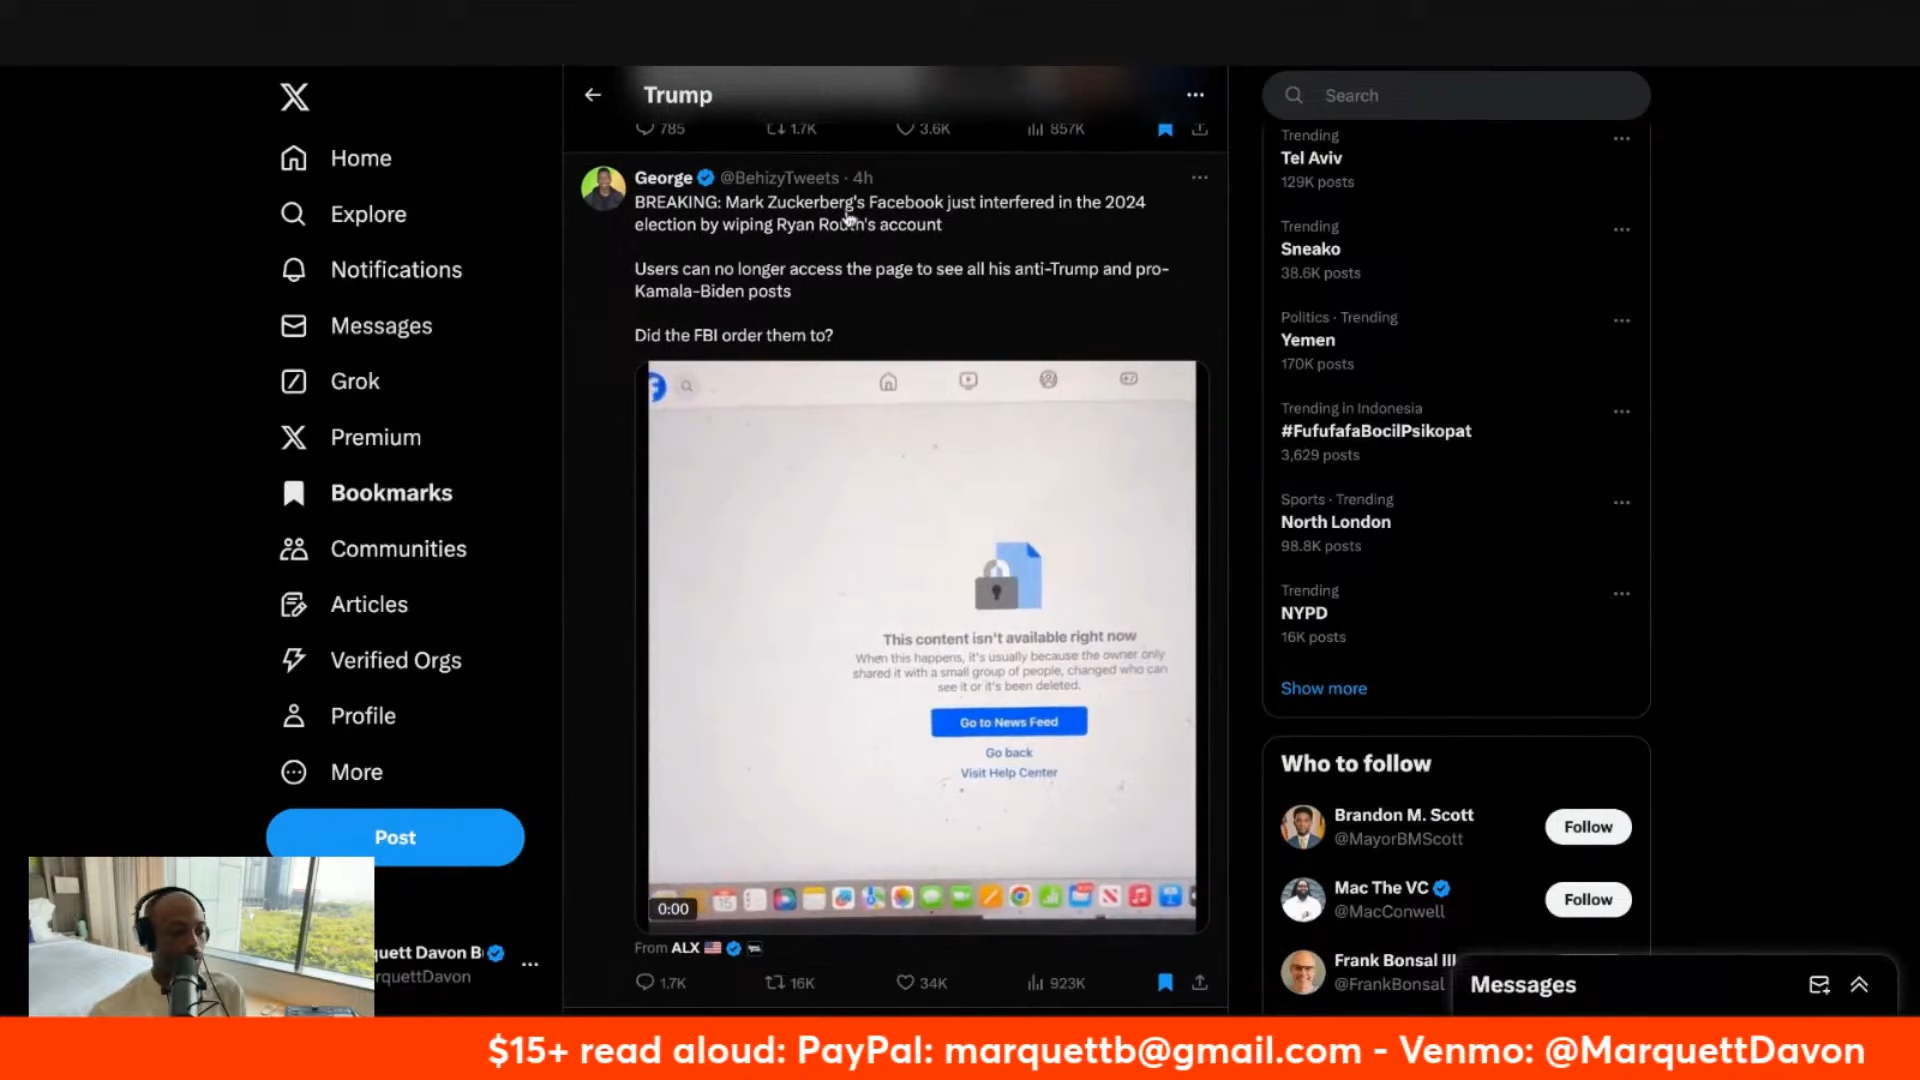 Home
Explore
Notifications
Messages
Grok
Premium
Bookmarks
Communities
Articles
Verified Orgs
Profile
More
Post
quett Davon B
rquettDavon
Trump
785 1.7K 3.6K 857K
George @BehizyTweets · 4h
BREAKING: Mark Zuckerberg's Facebook just interfered in the 2024
election by wiping Ryan Routh's account
Users can no longer access the page to see all his anti-Trump and pro-
Kamala-Biden posts
Did the FBI order them to?
This content isn't available right now
When this happens, it's usually because the owner only
shared it with a small group of people, changed who can
see it or it's been deleted.
Go to News Feed
Go back
Visit Help Center
15
0:00
From ALX
1.7K 16K 34K 923K
Search
Trending
Tel Aviv
129K posts
Trending
Sneako
38.6K posts
Politics · Trending
Yemen
170K posts
Trending in Indonesia
#FufufafaBocilPsikopat
3,629 posts
Sports · Trending
North London
98.8K posts
Trending
NYPD
16K posts
Show more
Who to follow
Brandon M. Scott
@MayorBMScott
Follow
Mac The VC
@MacConwell
Follow
Frank Bonsal III
@FrankBonsal
Messages
$15+ read aloud: PayPal: marquettb@gmail.com - Venmo: @MarquettDavon